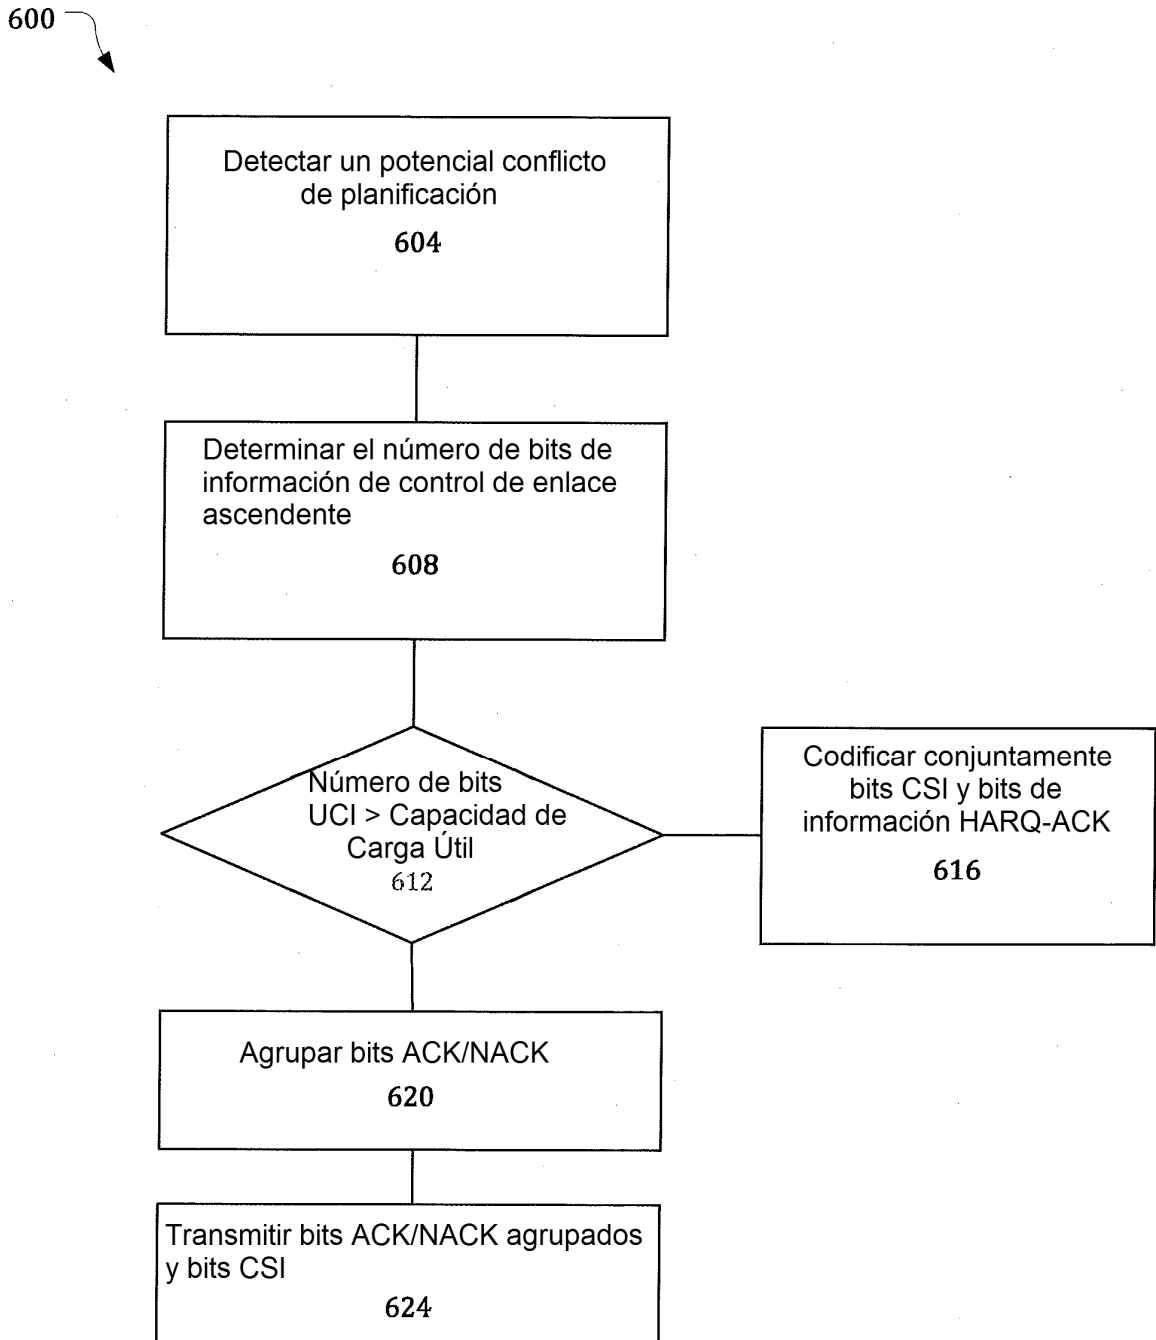 600
Detectar un potencial conflicto
de planificación
604
Determinar el número de bits de
información de control de enlace
ascendente
608
Número de bits
UCI > Capacidad de
Carga Útil
612
Codificar conjuntamente
bits CSI y bits de
información HARQ-ACK
616
Agrupar bits ACK/NACK
620
Transmitir bits ACK/NACK agrupados
y bits CSI
624